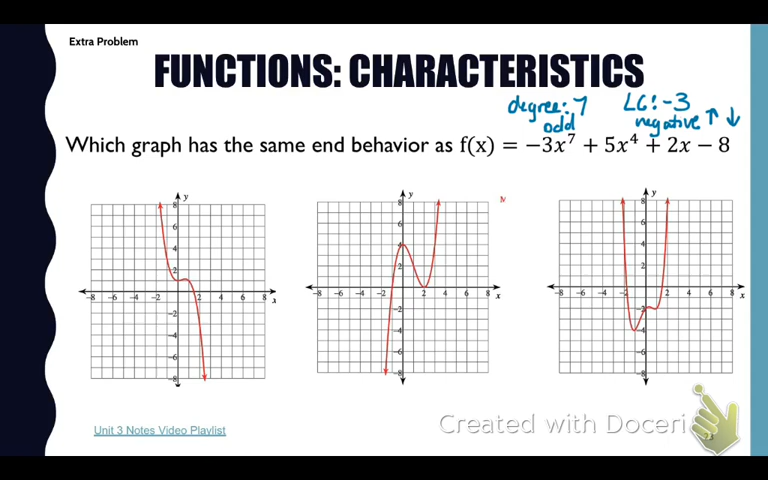 Extra Problem
FUNCTIONS: CHARACTERISTICS
degree: 7 LC: -3
odd negative ↑ ↓
Which graph has the same end behavior as f(x) = −3x⁷ + 5x⁴ + 2x − 8
y y M y
8 8 8
6 6 6
4 4 4
2 2 2
-8 -6 -4 -2 2 4 6 8 x -8 -6 -4 -2 2 4 6 8 x -8 -6 -4 -2 2 4 6 8 x
-2 -2 -2
-4 -4 -4
-6 -6 -6
-8 -8 -8
Unit 3 Notes Video Playlist
Created with Doceri